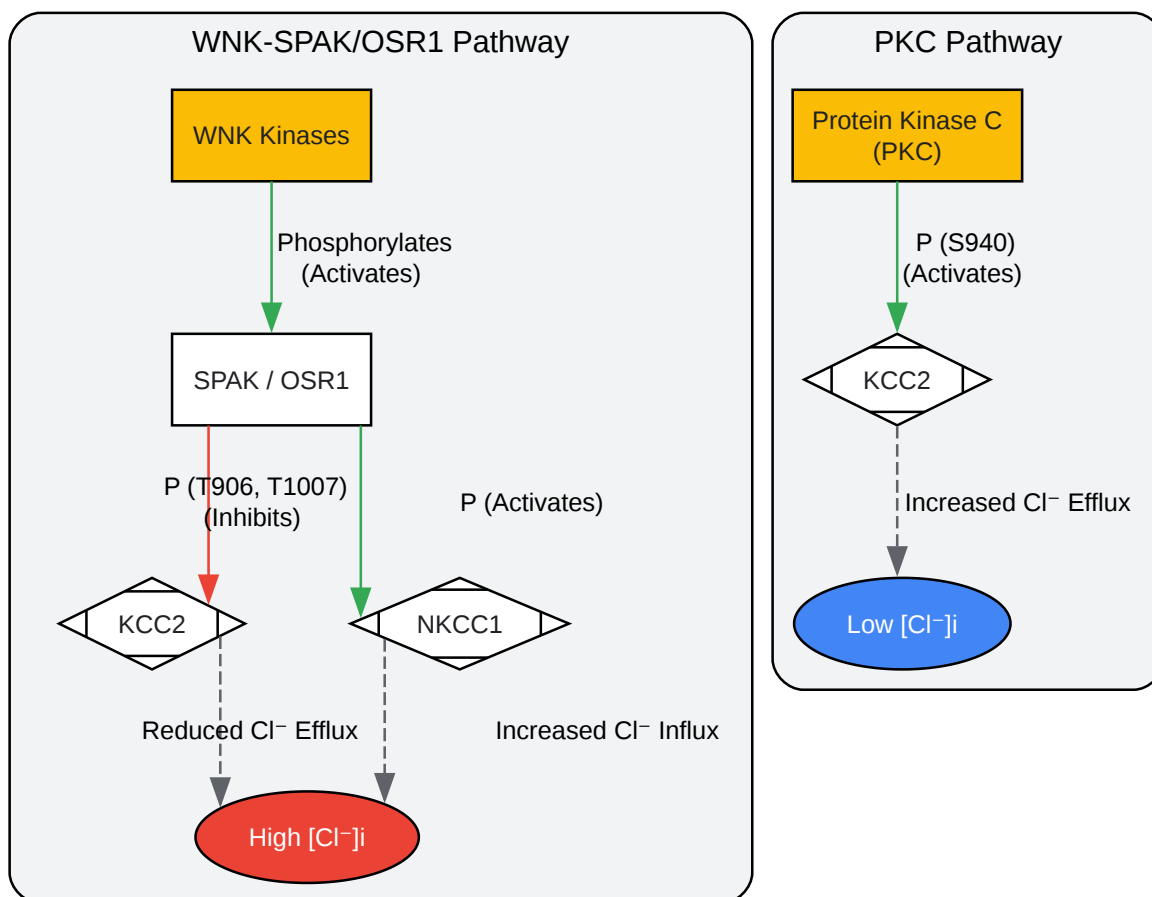 WNK-SPAK/OSR1 Pathway
WNK Kinases
Phosphorylates
(Activates)
SPAK / OSR1
P (T906, T1007)
(Inhibits)
P (Activates)
KCC2
NKCC1
Reduced Cl⁻ Efflux
Increased Cl⁻ Influx
High [Cl⁻]i
PKC Pathway
Protein Kinase C
(PKC)
P (S940)
(Activates)
KCC2
Increased Cl⁻ Efflux
Low [Cl⁻]i